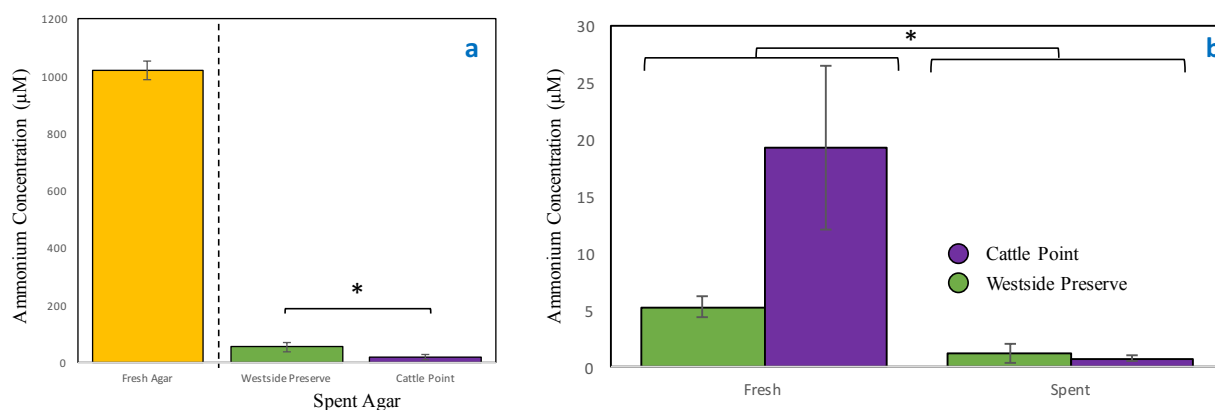 a
Ammonium Concentration (µM)
1200
1000
800
600
400
200
0
*
Fresh Agar
Westside Preserve
Cattle Point
Spent Agar
b
Ammonium Concentration (µM)
30
25
20
15
10
5
0
*
Cattle Point
Westside Preserve
Fresh
Spent